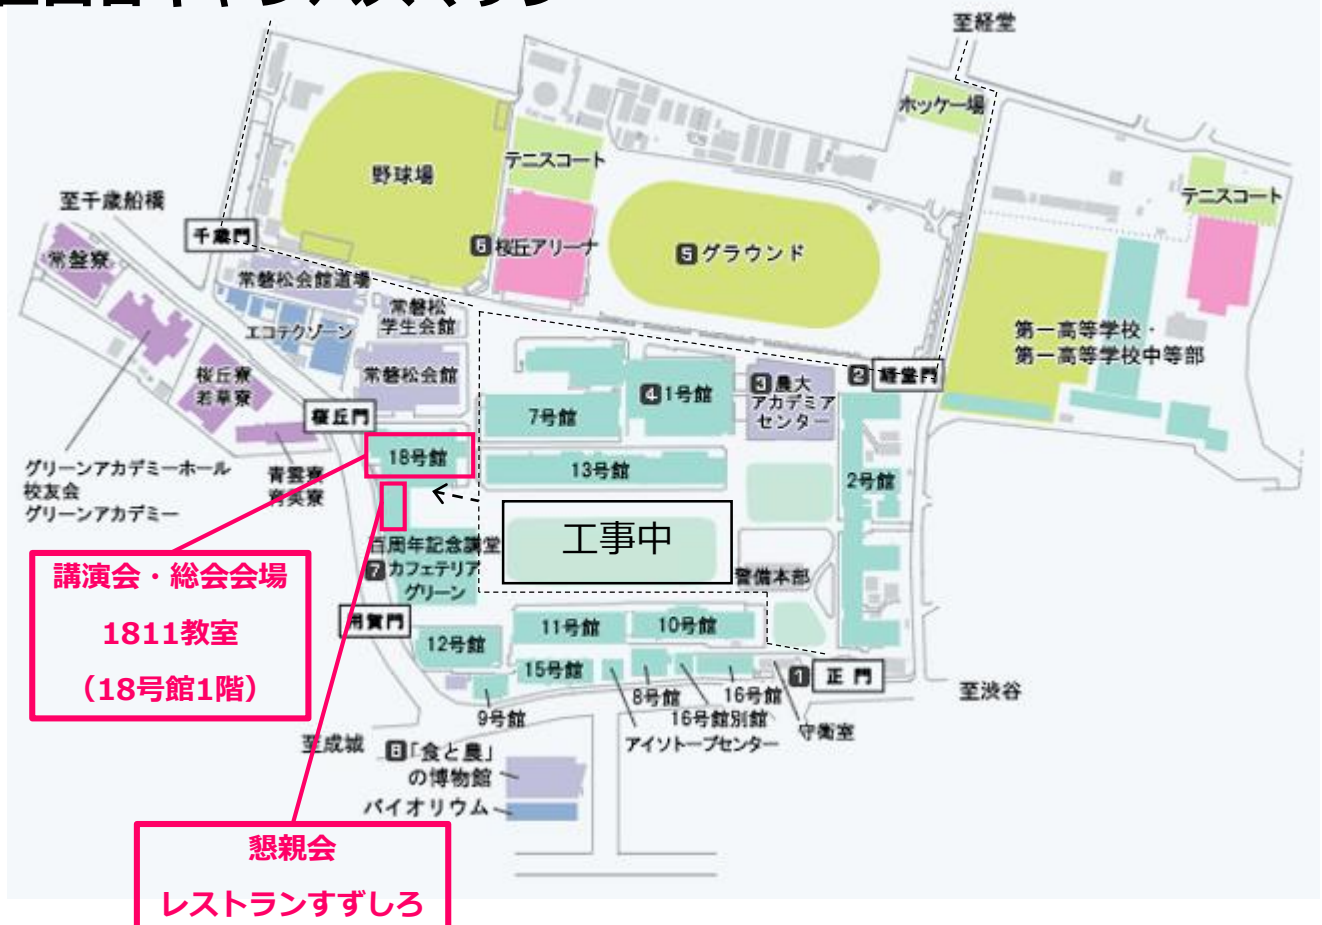 至経堂
ホッケー場
テニスコート
野球場
テニスコート
至千歳船橋
千歳門
6 桜丘アリーナ
5 グラウンド
常盤寮
常磐松会館道場
常磐松
学生会館
エコテクゾーン
第一高等学校・
第一高等学校中等部
桜丘寮
若草寮
常磐松会館
4 1号館
3 農大
アカデミア
センター
2 経堂門
桜丘門
7号館
18号館
13号館
2号館
グリーンアカデミーホール
校友会
グリーンアカデミー
青雲寮
育英寮
工事中
百周年記念講堂
7 カフェテリア
グリーン
警備本部
講演会・総会会場
1811教室
（18号館1階）
用賀門
12号館
11号館
10号館
15号館
8号館
16号館
1 正門
至渋谷
9号館
16号館別館
アイソトープセンター
守衛室
至成城
「食と農」
の博物館
バイオリウム
懇親会
レストランすずしろ